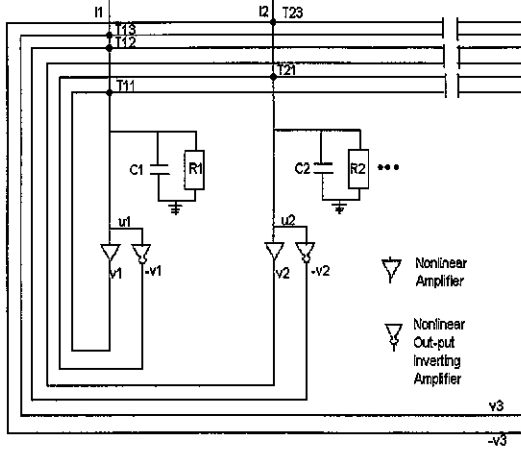 I1
I2
T23
T13
T12
T21
T11
C1
R1
C2
R2
u1
u2
v1
-v1
v2
-v2
Nonlinear
Amplifier
Nonlinear
Out-put
Inverting
Amplifier
v3
-v3